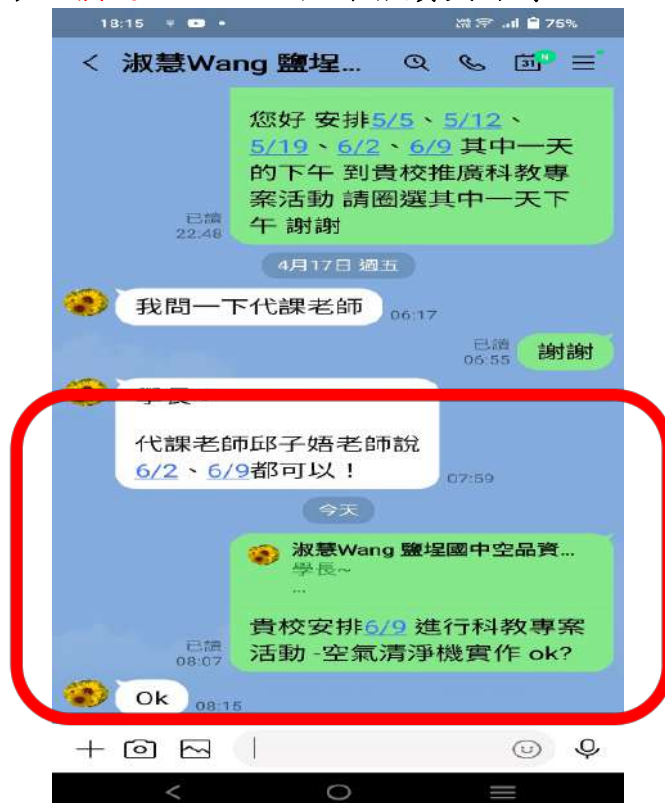 18:15
75%
淑慧Wang 鹽埕...
31
N
您好 安排5/5、5/12、
5/19、6/2、6/9 其中一天
的下午 到貴校推廣科教專
案活動 請圈選其中一天下
午 謝謝
已讀
22:48
4月17日 週五
我問一下代課老師
06:17
謝謝
已讀
06:55
代課老師邱子娪老師說
6/2、6/9都可以！
07:59
今天
淑慧Wang 鹽埕國中空品資...
學長~
...
貴校安排6/9 進行科教專案
活動 -空氣清淨機實作 ok?
已讀
08:07
Ok
08:15